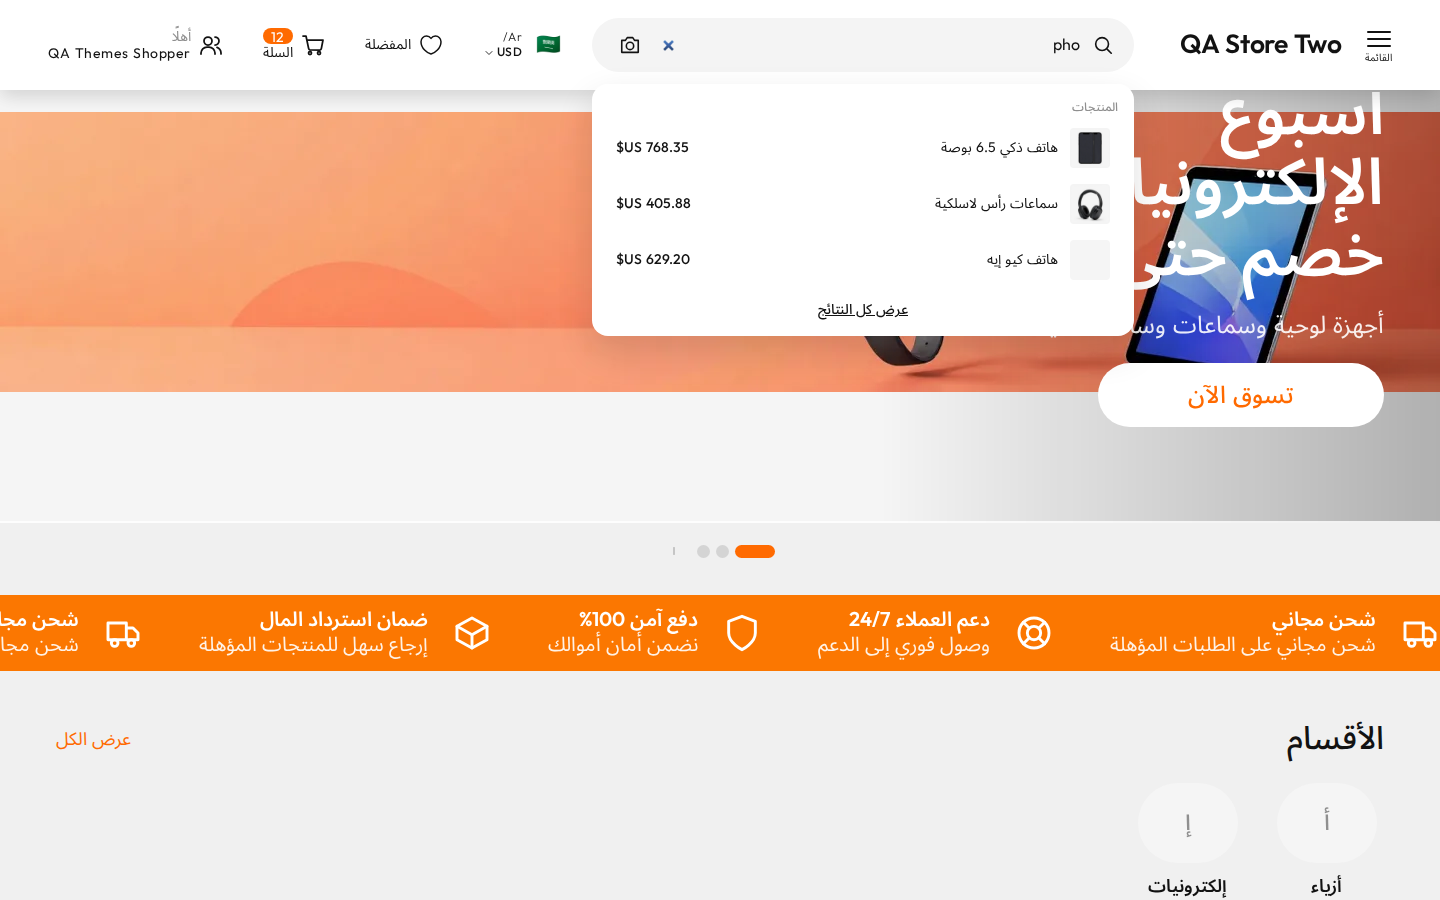 القائمة
QA Store Two
pho
Ar/
USD
المفضلة
12
السلة
أهلًا
QA Themes Shopper
المنتجات
هاتف ذكي 6.5 بوصة
$US 768.35
سماعات رأس لاسلكية
$US 405.88
هاتف كيو إيه
$US 629.20
عرض كل النتائج
أسبوع
خصم حتى
أجهزة لوحية وسماعات
تسوق الآن
شحن مجاني
شحن مجاني على الطلبات المؤهلة
دعم العملاء 24/7
وصول فوري إلى الدعم
دفع آمن 100%
نضمن أمان أموالك
ضمان استرداد المال
إرجاع سهل للمنتجات المؤهلة
شحن
شحن
الأقسام
عرض الكل
أ
أزياء
إ
إلكترونيات